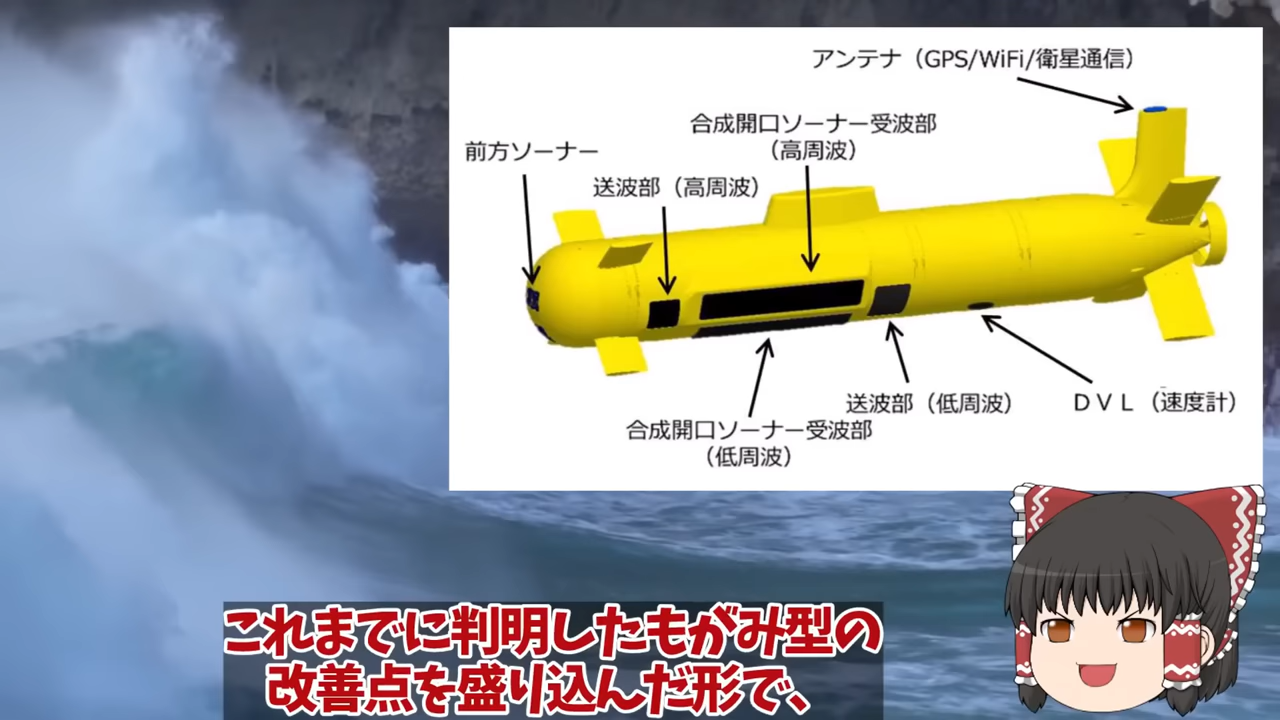 アンテナ（GPS/WiFi/衛星通信）
合成開口ソーナー受波部
（高周波）
前方ソーナー
送波部（高周波）
送波部（低周波）
ＤＶＬ（速度計）
合成開口ソーナー受波部
（低周波）
これまでに判明したもがみ型の
改善点を盛り込んだ形で、